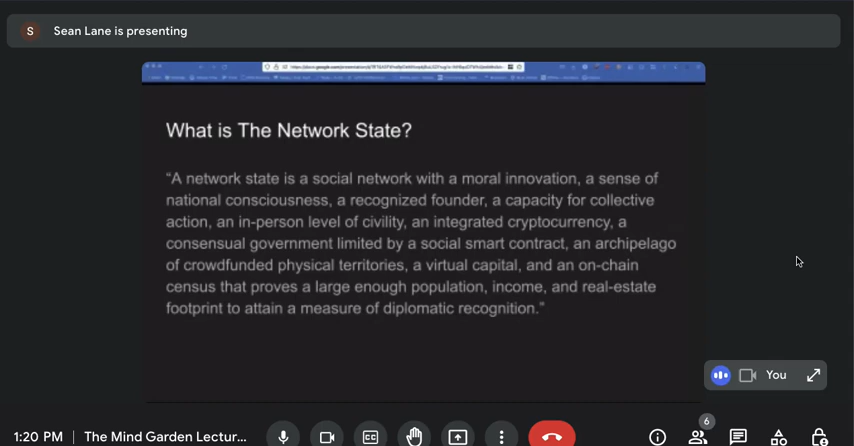 S
Sean Lane is presenting
What is The Network State?
“A network state is a social network with a moral innovation, a sense of
national consciousness, a recognized founder, a capacity for collective
action, an in-person level of civility, an integrated cryptocurrency, a
consensual government limited by a social smart contract, an archipelago
of crowdfunded physical territories, a virtual capital, and an on-chain
census that proves a large enough population, income, and real-estate
footprint to attain a measure of diplomatic recognition.”
You
6
1:20 PM | The Mind Garden Lectur...
CC